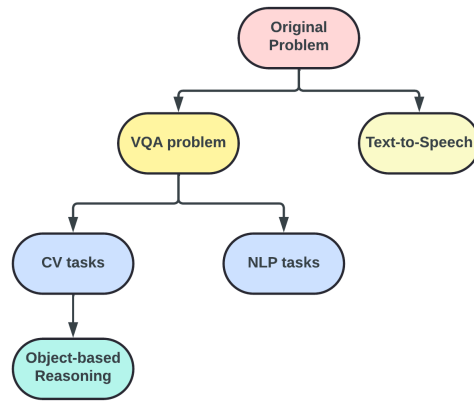 Original
Problem
VQA problem
Text-to-Speech
CV tasks
NLP tasks
Object-based
Reasoning